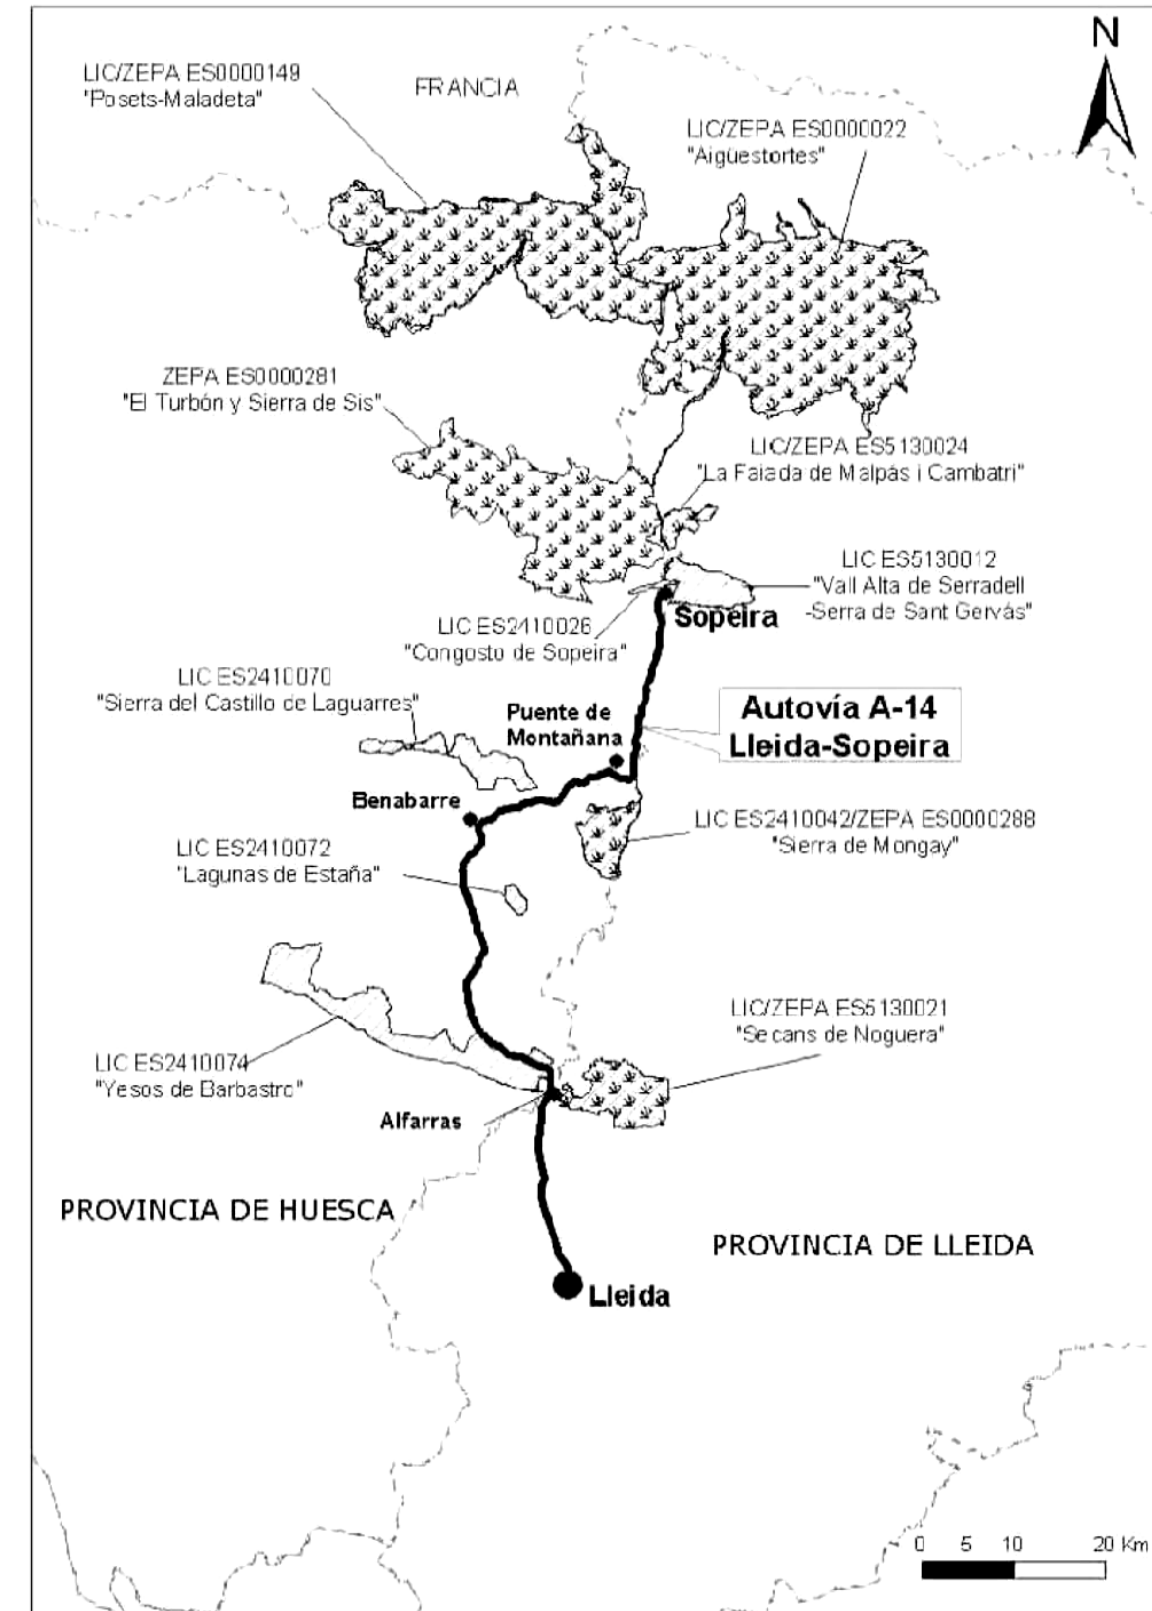 N
LIC/ZEPA ES0000149
"Posets-Maladeta"
FRANCIA
LIC/ZEPA ES0000022
"Aigüestortes"
ZEPA ES0000281
"El Turbón y Sierra de Sis"
LIC/ZEPA ES5130024
"La Faiada de Malpás i Cambatri"
LIC ES5130012
"Vall Alta de Serradell
-Serra de Sant Gervás"
Sopeira
LIC ES2410026
"Congosto de Sopeira"
LIC ES2410070
"Sierra del Castillo de Laguarres"
Puente de
Montañana
Autovía A-14
Lleida-Sopeira
Benabarre
LIC ES2410042/ZEPA ES0000288
"Sierra de Mongay"
LIC ES2410072
"Lagunas de Estaña"
LIC/ZEPA ES5130021
"Secans de Noguera"
LIC ES2410074
"Yesos de Barbastro"
Alfarras
PROVINCIA DE HUESCA
PROVINCIA DE LLEIDA
Lleida
0 5 10 20 Km